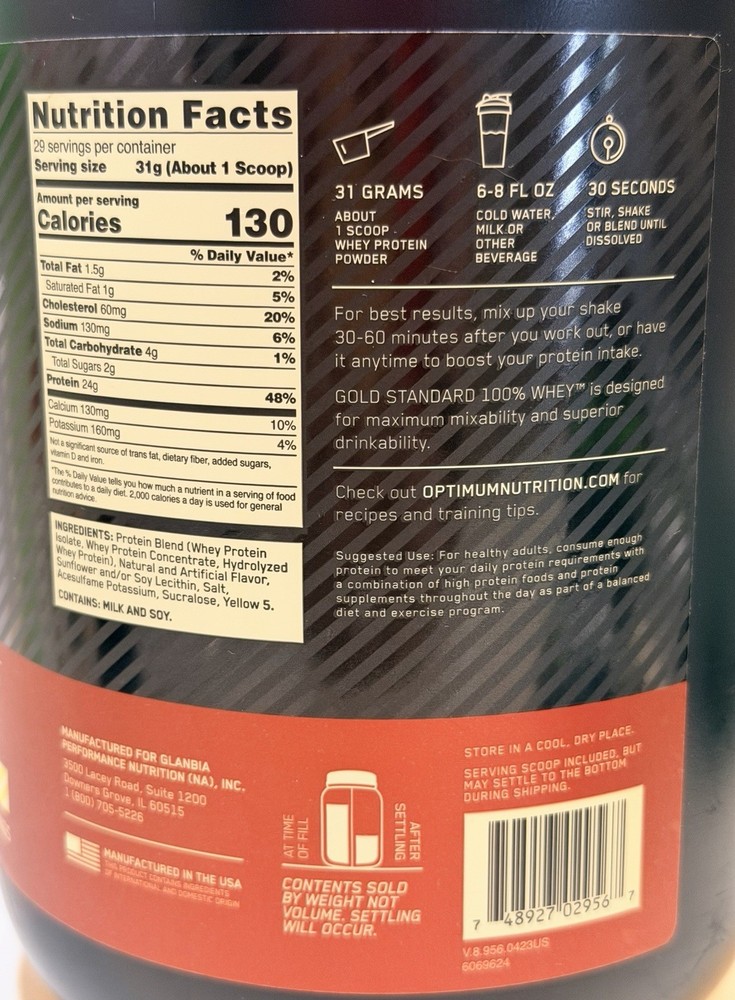 Nutrition Facts
29 servings per container
Serving size 31g (About 1 Scoop)
Amount per serving
Calories 130
% Daily Value*
Total Fat 1.5g 2%
Saturated Fat 1g 5%
Cholesterol 60mg 20%
Sodium 130mg 6%
Total Carbohydrate 4g 1%
Total Sugars 2g
Protein 24g 48%
Calcium 130mg 10%
Potassium 160mg 4%
Not a significant source of trans fat, dietary fiber, added sugars,
vitamin D and iron.
*The % Daily Value tells you how much a nutrient in a serving of food
contributes to a daily diet. 2,000 calories a day is used for general
nutrition advice.
INGREDIENTS: Protein Blend (Whey Protein
Isolate, Whey Protein Concentrate, Hydrolyzed
Whey Protein), Natural and Artificial Flavor,
Sunflower and/or Soy Lecithin, Salt,
Acesulfame Potassium, Sucralose, Yellow 5.
CONTAINS: MILK AND SOY.
31 GRAMS
ABOUT
1 SCOOP
WHEY PROTEIN
POWDER
6-8 FL OZ
COLD WATER,
MILK OR
OTHER
BEVERAGE
30 SECONDS
STIR, SHAKE
OR BLEND UNTIL
DISSOLVED
For best results, mix up your shake
30-60 minutes after you work out, or have
it anytime to boost your protein intake.
GOLD STANDARD 100% WHEY™ is designed
for maximum mixability and superior
drinkability.
Check out OPTIMUMNUTRITION.COM for
recipes and training tips.
Suggested Use: For healthy adults, consume enough
protein to meet your daily protein requirements with
a combination of high protein foods and protein
supplements throughout the day as part of a balanced
diet and exercise program.
MANUFACTURED FOR GLANBIA
PERFORMANCE NUTRITION (NA), INC.
3500 Lacey Road, Suite 1200
Downers Grove, IL 60515
1 (800) 705-5226
MANUFACTURED IN THE USA
THIS PRODUCT CONTAINS INGREDIENTS
OF INTERNATIONAL AND DOMESTIC ORIGIN
AT TIME
OF FILL
AFTER
SETTLING
CONTENTS SOLD
BY WEIGHT NOT
VOLUME. SETTLING
WILL OCCUR.
STORE IN A COOL, DRY PLACE.
SERVING SCOOP INCLUDED, BUT
MAY SETTLE TO THE BOTTOM
DURING SHIPPING.
7 48927 02956 7
V.8.956.0423US
6069624